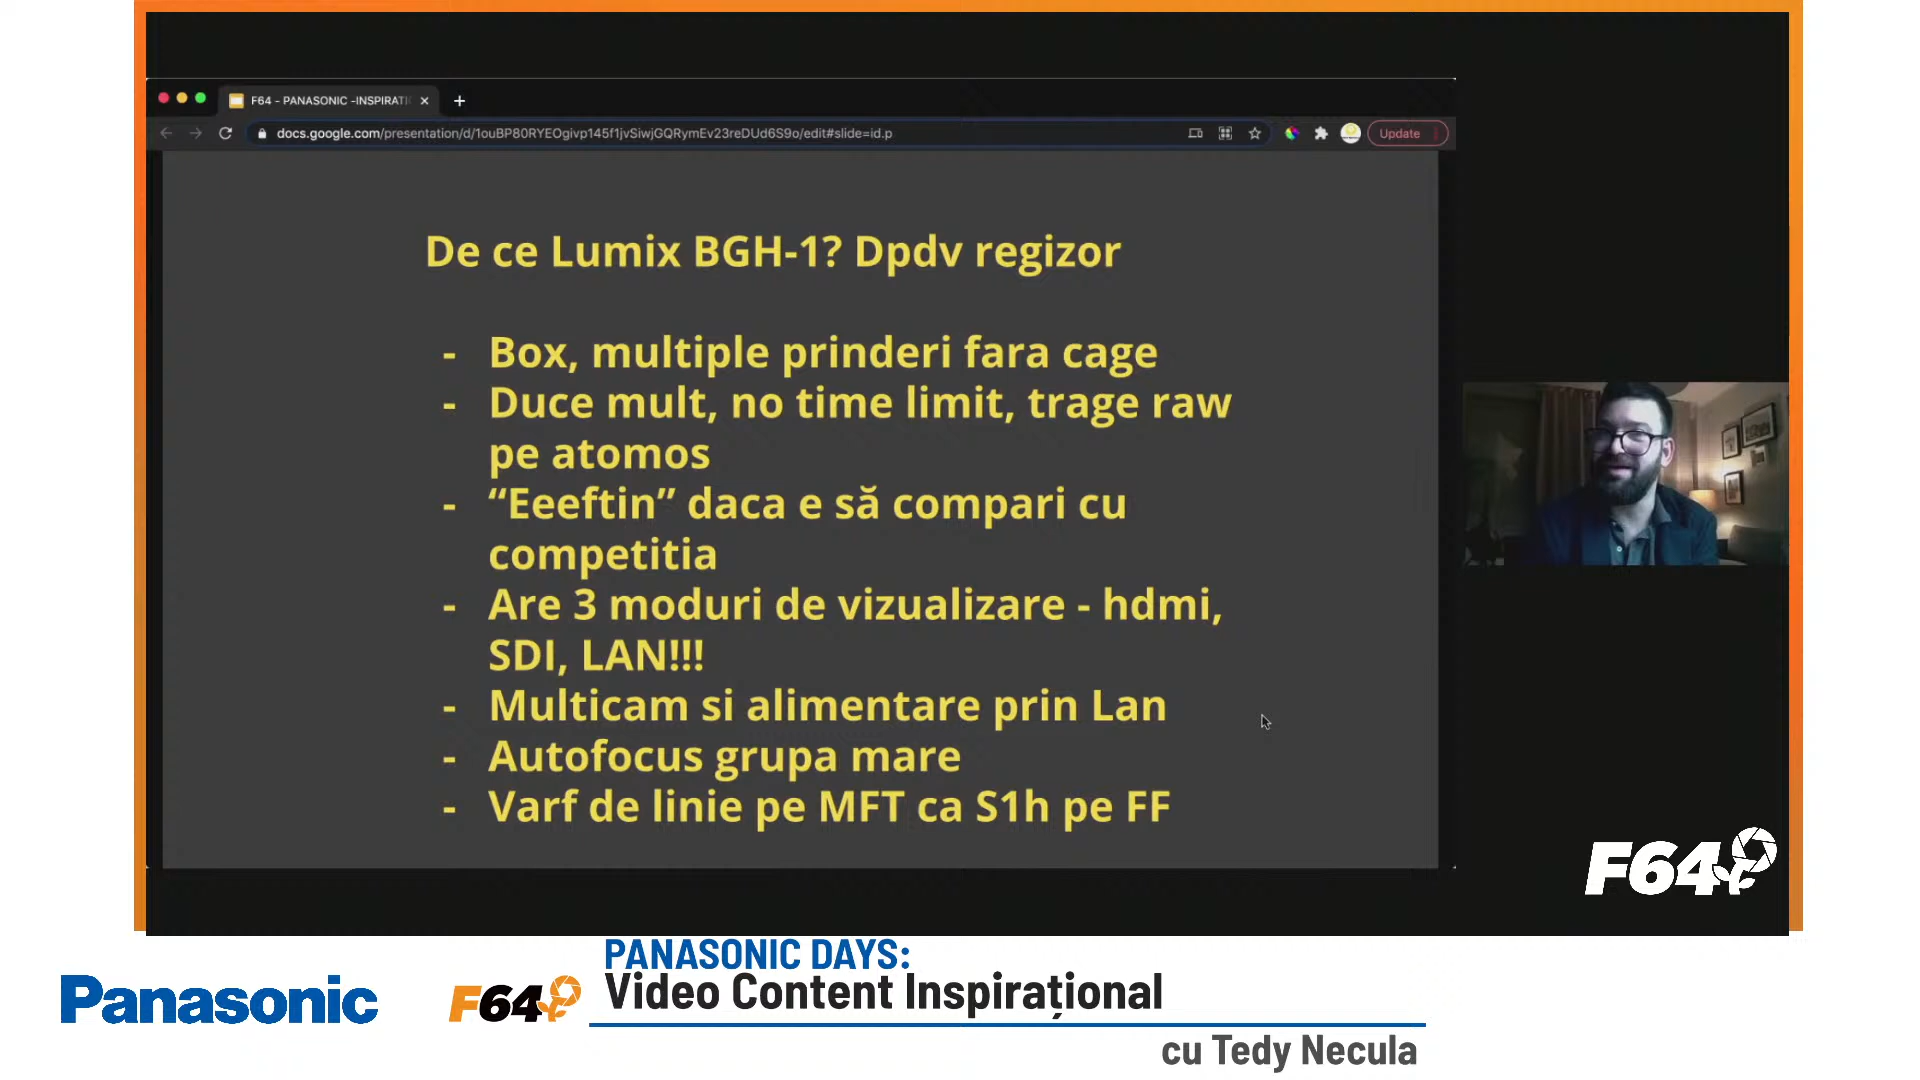 F64 - PANASONIC -INSPIRATI
docs.google.com/presentation/d/1ouBP80RYEOgivp145f1jvSiwjGQRymEv23reDUd6S9o/edit#slide=id.p
Update
De ce Lumix BGH-1? Dpdv regizor
- Box, multiple prinderi fara cage
- Duce mult, no time limit, trage raw
pe atomos
- “Eeeftin” daca e să compari cu
competitia
- Are 3 moduri de vizualizare - hdmi,
SDI, LAN!!!
- Multicam si alimentare prin Lan
- Autofocus grupa mare
- Varf de linie pe MFT ca S1h pe FF
F64
Panasonic
F64
PANASONIC DAYS:
Video Content Inspirațional
cu Tedy Necula